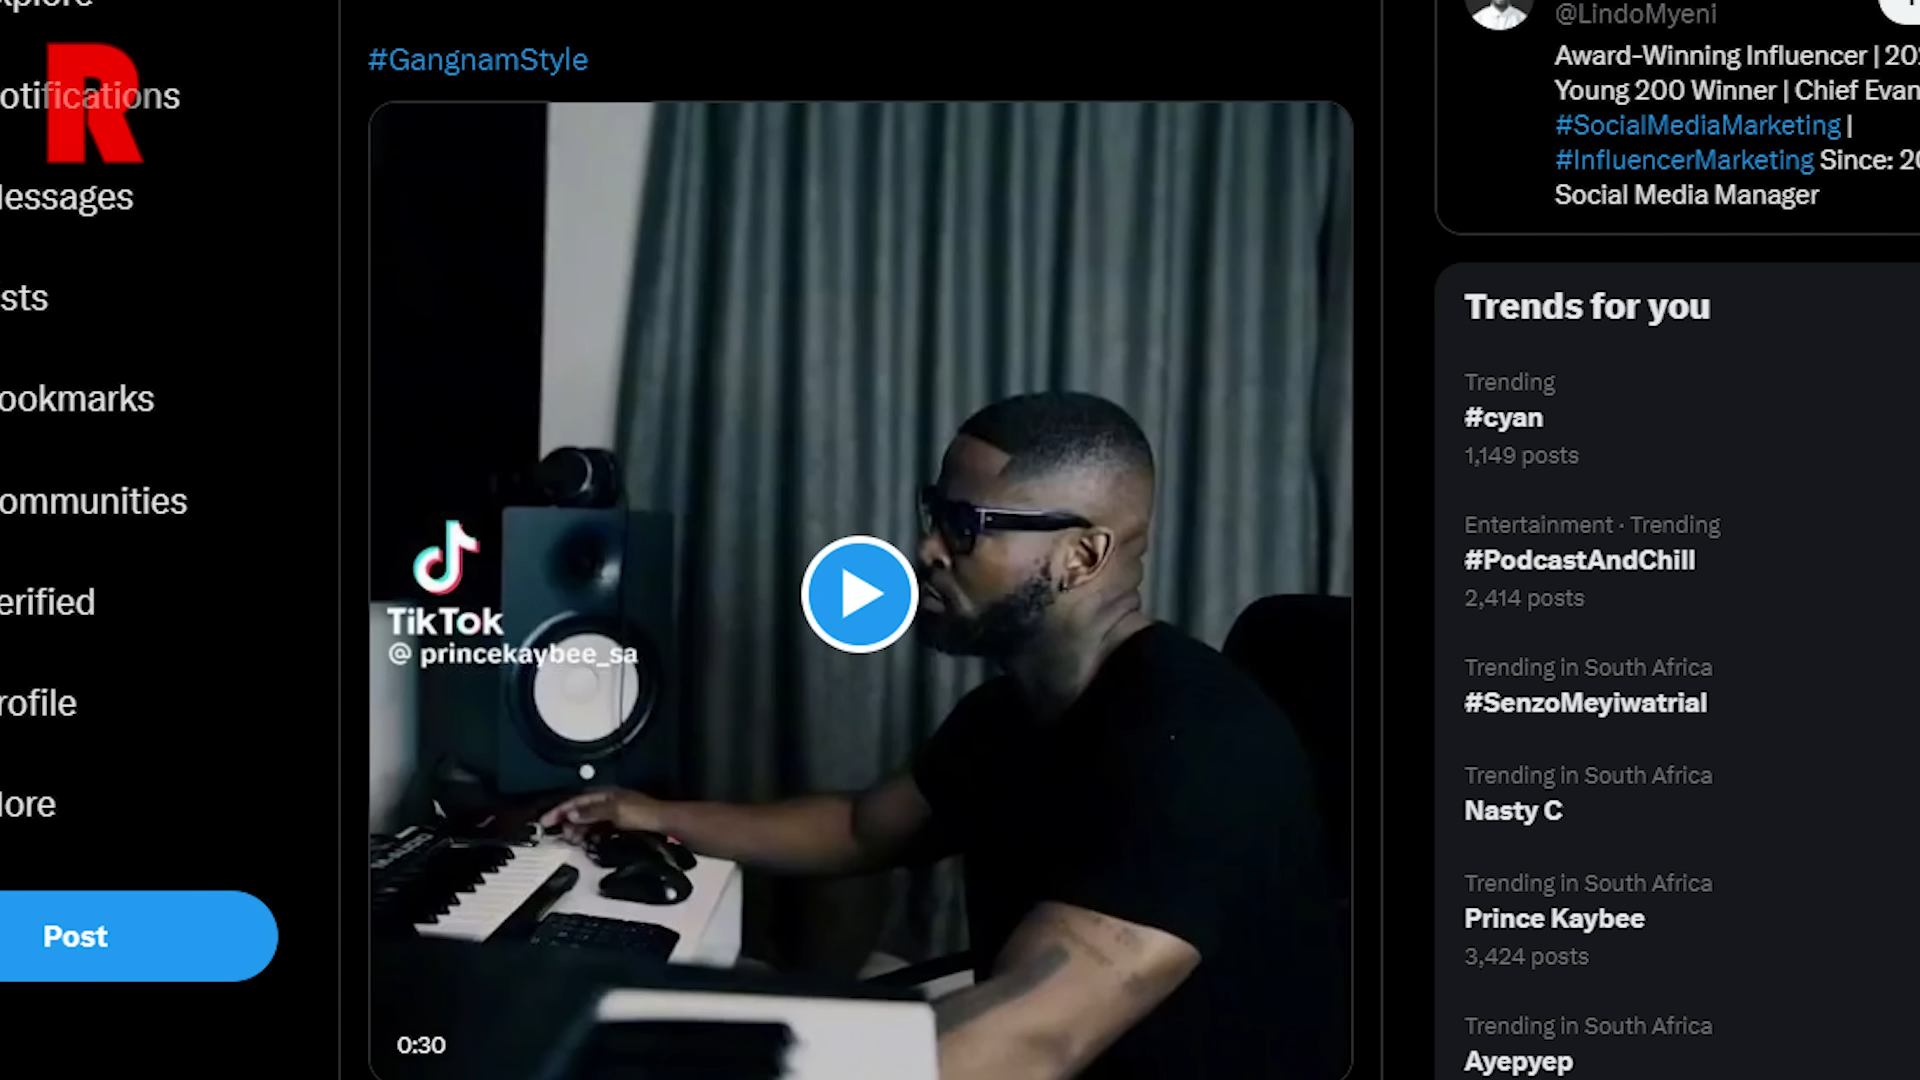 xplore
R
otifications
essages
sts
ookmarks
ommunities
erified
rofile
ore
Post
#GangnamStyle
TikTok
@ princekaybee_sa
0:30
@LindoMyeni
Award-Winning Influencer | 20
Young 200 Winner | Chief Evan
#SocialMediaMarketing |
#InfluencerMarketing Since: 20
Social Media Manager
Trends for you
Trending
#cyan
1,149 posts
Entertainment · Trending
#PodcastAndChill
2,414 posts
Trending in South Africa
#SenzoMeyiwatrial
Trending in South Africa
Nasty C
Trending in South Africa
Prince Kaybee
3,424 posts
Trending in South Africa
Ayepyep